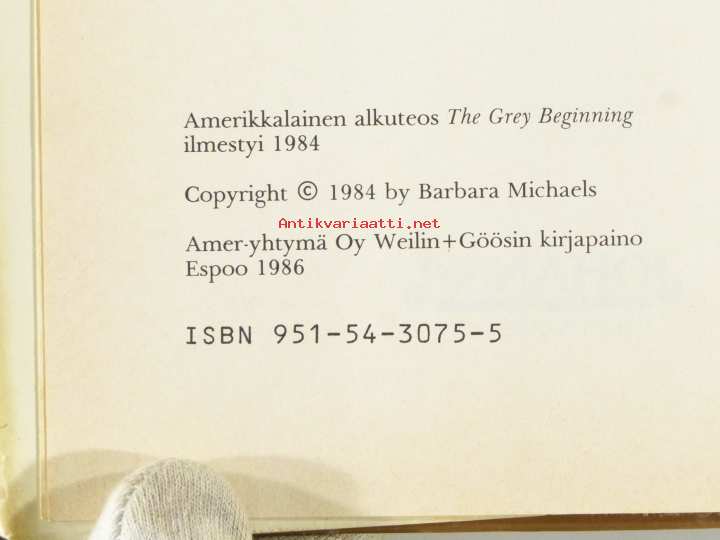 Amerikkalainen alkuteos The Grey Beginning
ilmestyi 1984
Copyright © 1984 by Barbara Michaels
Antikvariaatti.net
Amer-yhtymä Oy Weilin+Göösin kirjapaino
Espoo 1986
ISBN 951-54-3075-5